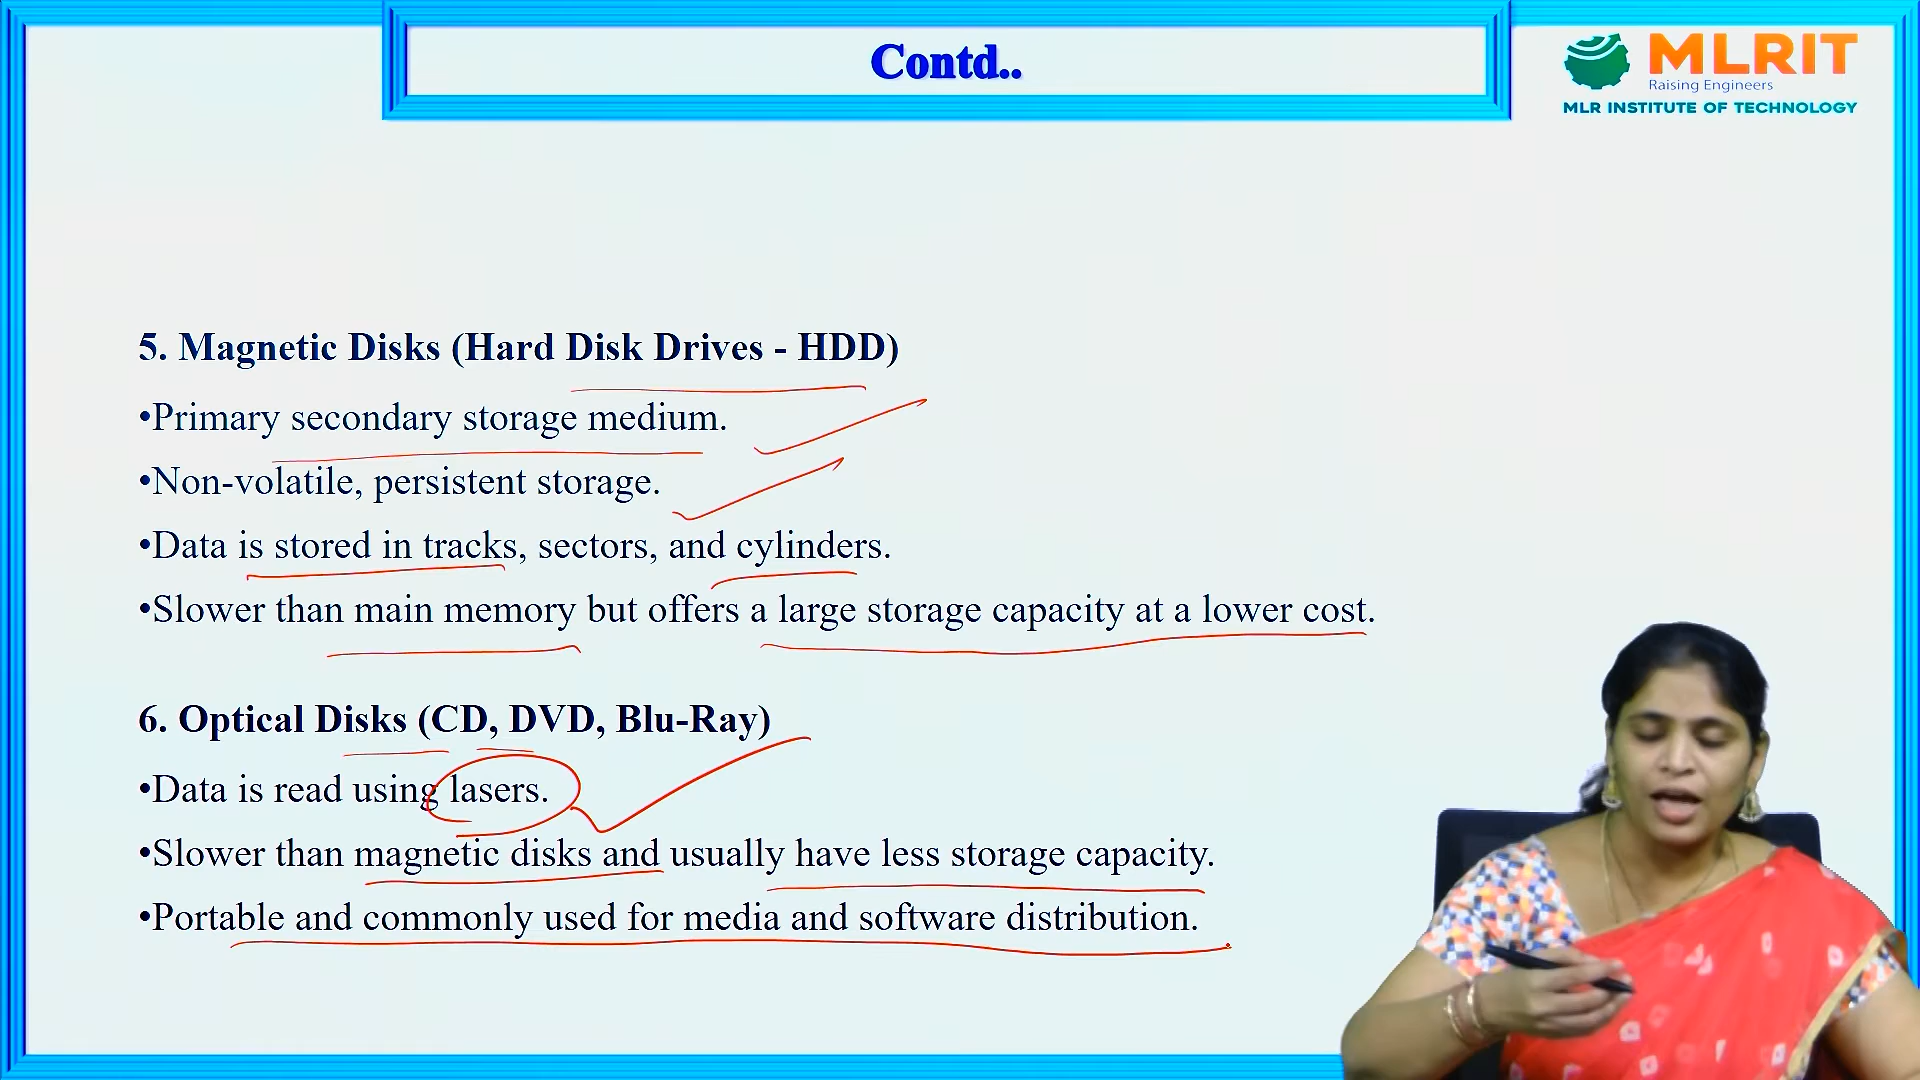 Contd..
MLRIT
Raising Engineers
MLR INSTITUTE OF TECHNOLOGY
5. Magnetic Disks (Hard Disk Drives - HDD)
•Primary secondary storage medium.
•Non-volatile, persistent storage.
•Data is stored in tracks, sectors, and cylinders.
•Slower than main memory but offers a large storage capacity at a lower cost.
6. Optical Disks (CD, DVD, Blu-Ray)
•Data is read using lasers.
•Slower than magnetic disks and usually have less storage capacity.
•Portable and commonly used for media and software distribution.